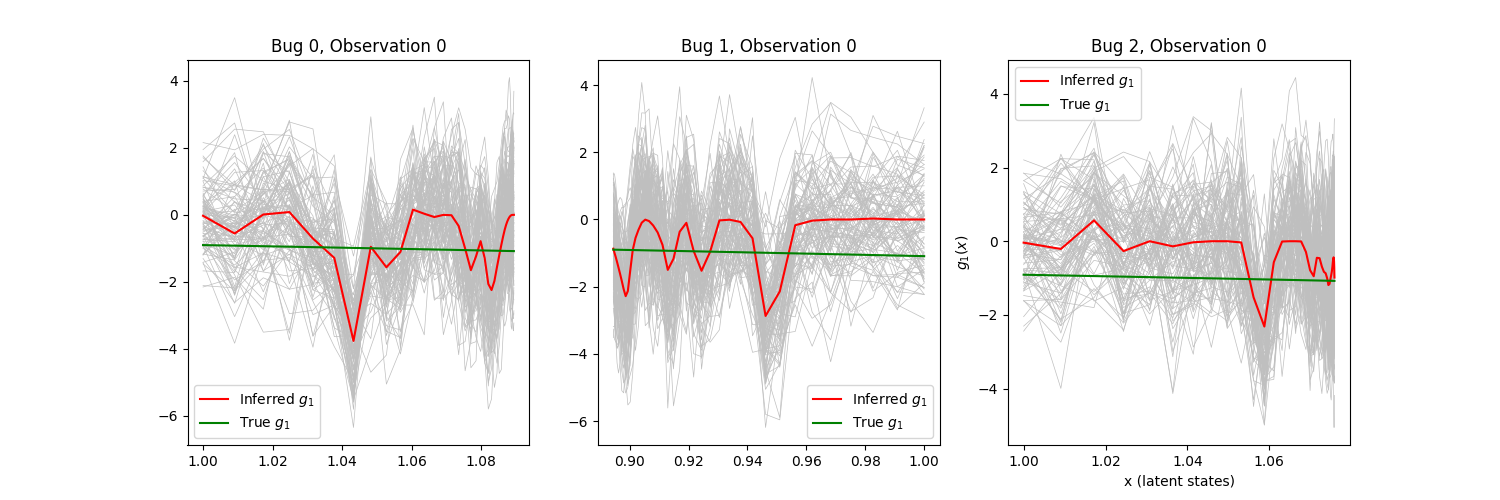 Bug 0, Observation 0
4
2
0
−2
−4
−6
1.00 1.02 1.04 1.06 1.08
Inferred g₁
True g₁
Bug 1, Observation 0
4
2
0
−2
−4
−6
0.90 0.92 0.94 0.96 0.98 1.00
Inferred g₁
True g₁
Bug 2, Observation 0
Inferred g₁
True g₁
g₁(x)
4
2
0
−2
−4
1.00 1.02 1.04 1.06
x (latent states)